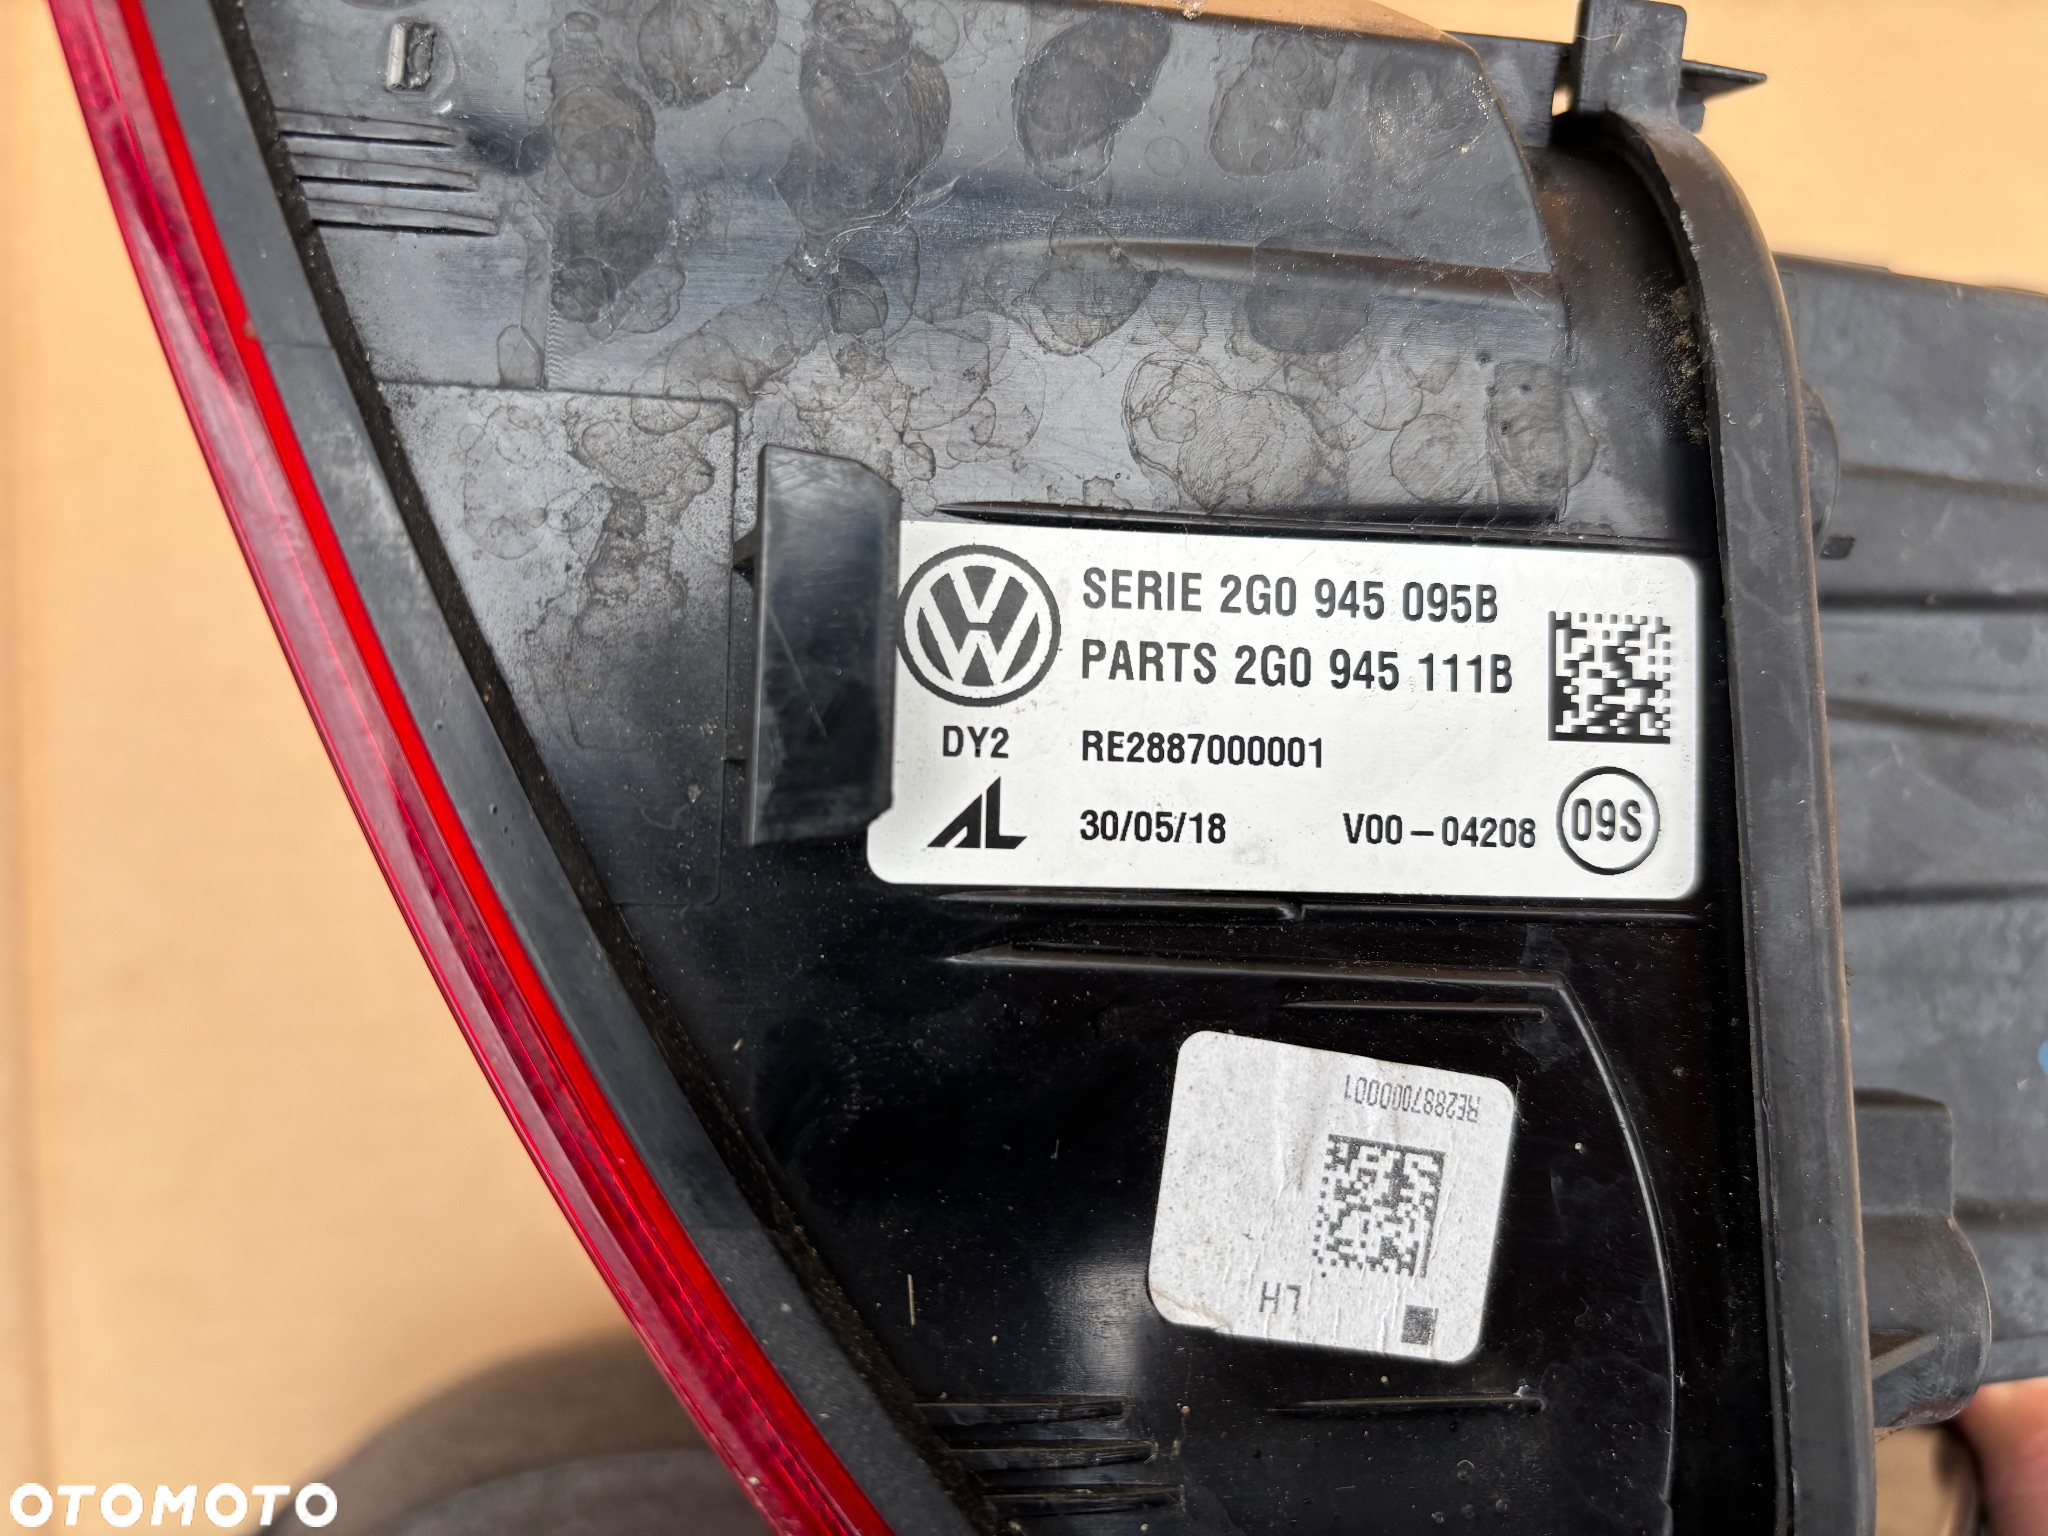 SERIE 2G0 945 095B
PARTS 2G0 945 111B
DY2 RE2887000001
AL 30/05/18 V00-04208 09S
RE2887000001
LH
OTOMOTO